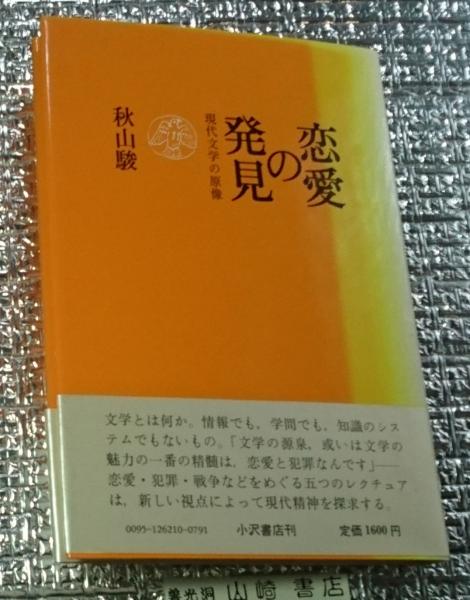 恋愛
の
発見
現代文学の原像
秋山駿
文学とは何か。情報でも，学問でも，知識のシス
テムでもないもの。「文学の源泉，或いは文学の
魅力の一番の精髄は，恋愛と犯罪なんです」──
恋愛・犯罪・戦争などをめぐる五つのレクチュア
は，新しい視点によって現代精神を探求する。
0095-126210-0791 小沢書店刊 定価 1600円
山崎書店